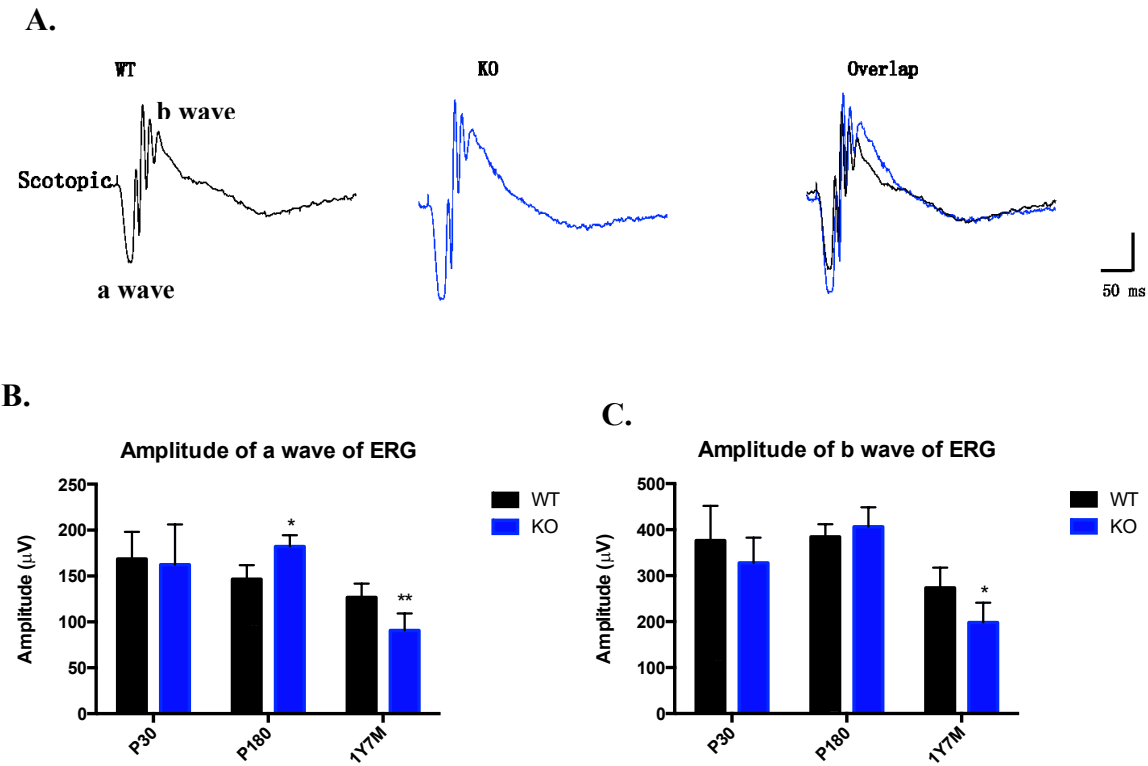 A.
WT
KO
Overlap
b wave
Scotopic
a wave
50 ms
B.
Amplitude of a wave of ERG
250
200
150
100
50
0
Amplitude (µV)
*
**
P30
P180
1Y7M
WT
KO
C.
Amplitude of b wave of ERG
500
400
300
200
100
0
Amplitude (µV)
*
P30
P180
1Y7M
WT
KO